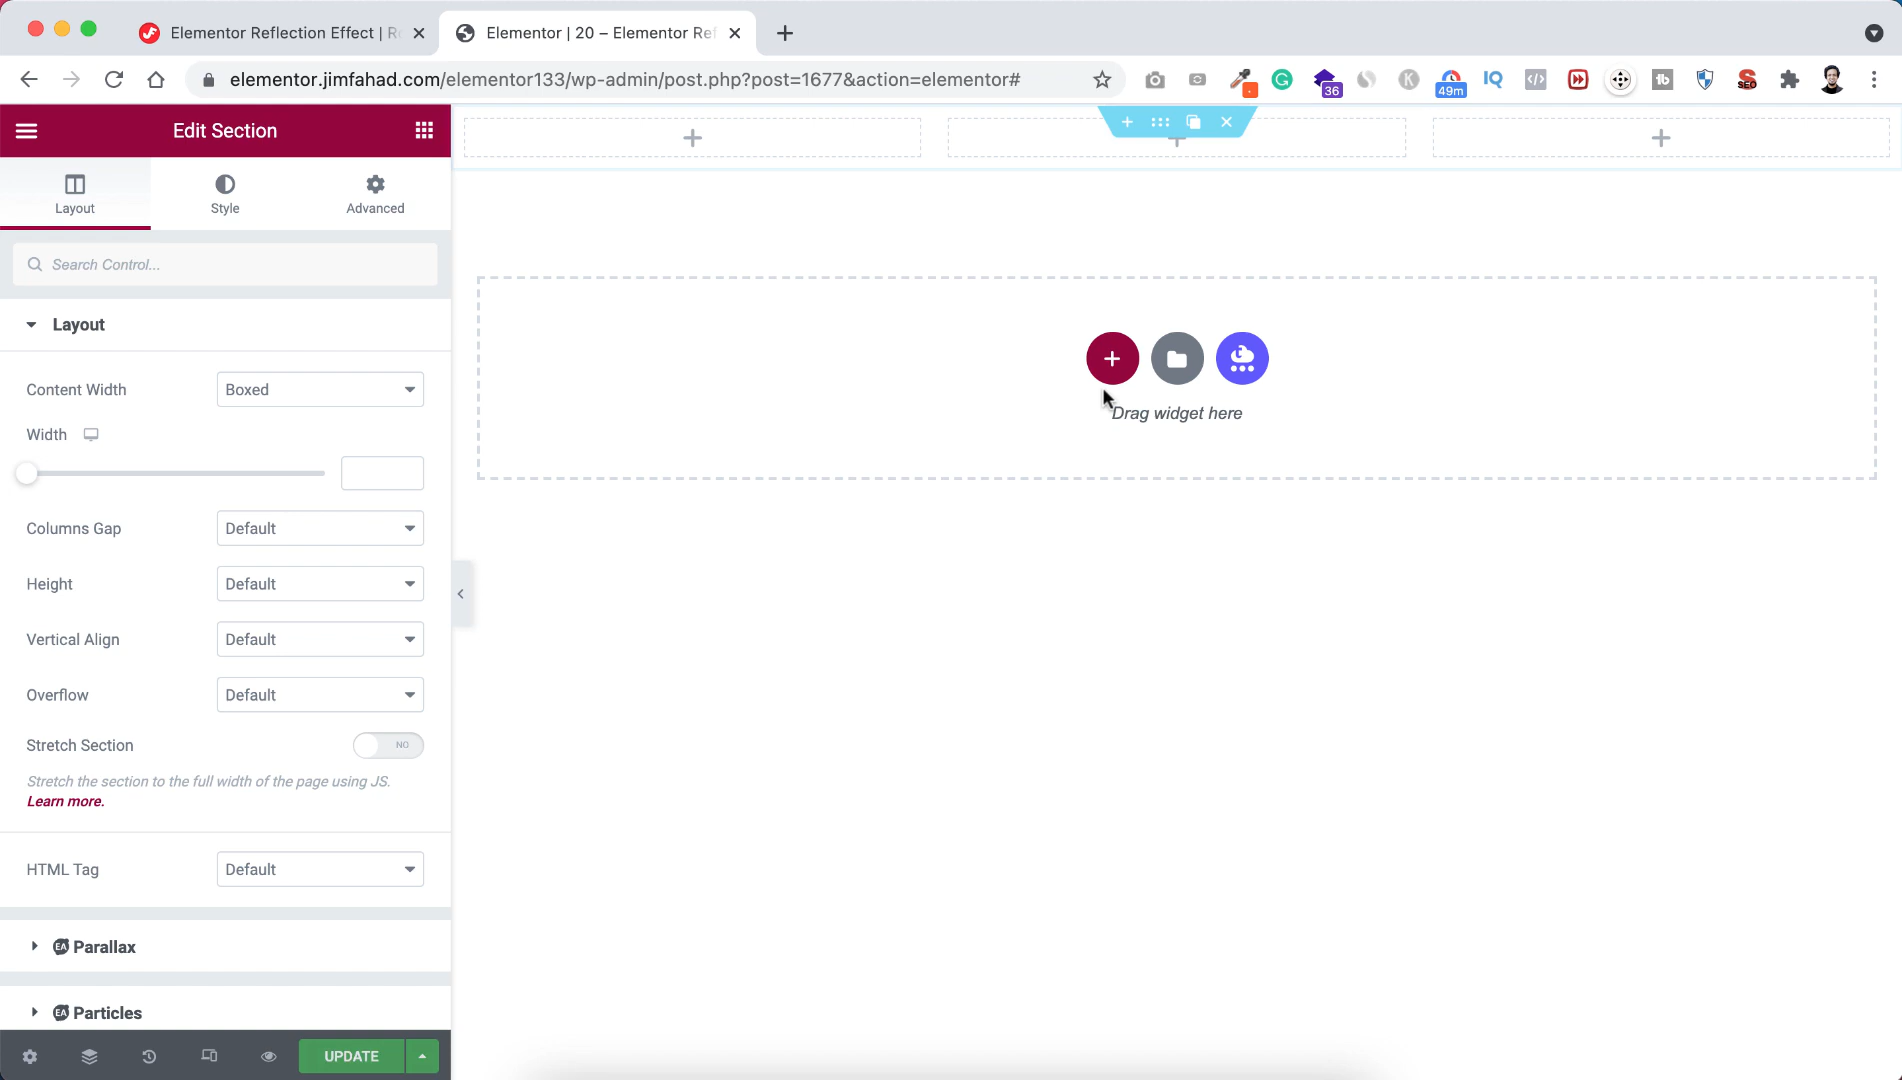 Elementor Reflection Effect |
Elementor | 20 – Elementor Ref
elementor.jimfahad.com/elementor133/wp-admin/post.php?post=1677&action=elementor#
36
49m
IQ
SEO
Edit Section
Layout
Style
Advanced
Search Control...
Layout
Content Width
Boxed
Width
Columns Gap
Default
Height
Default
Vertical Align
Default
Overflow
Default
Stretch Section
NO
Stretch the section to the full width of the page using JS.
Learn more.
HTML Tag
Default
EA Parallax
EA Particles
UPDATE
Drag widget here